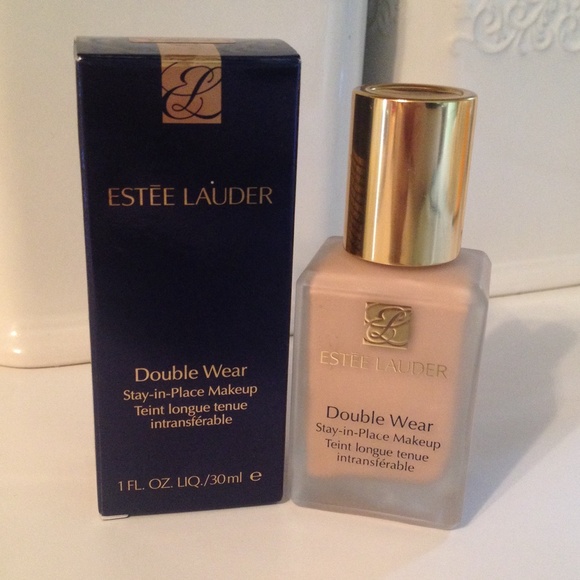 EL
ESTĒE LAUDER
Double Wear
Stay-in-Place Makeup
Teint longue tenue
intransférable
1 FL. OZ. LIQ./30ml e
EL
ESTĒE LAUDER
Double Wear
Stay-in-Place Makeup
Teint longue tenue
intransférable